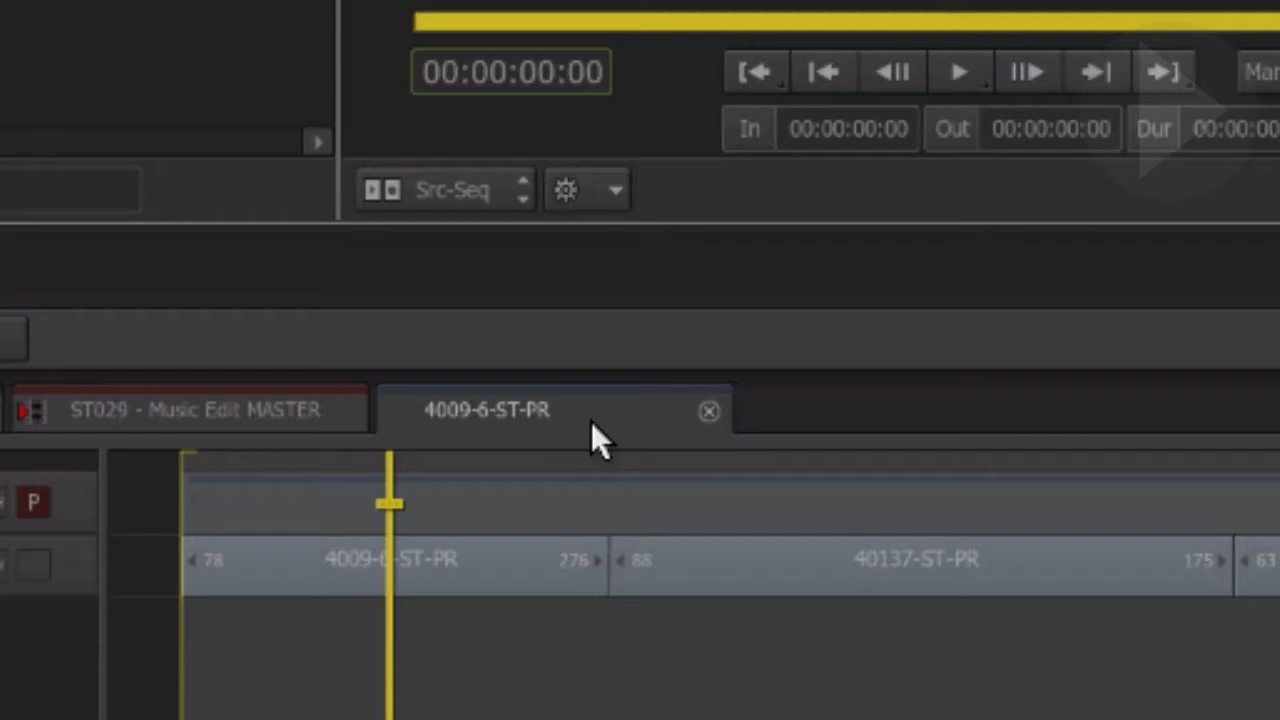 00:00:00:00
Mar
In 00:00:00:00 Out 00:00:00:00 Dur 00:00:00
Src-Seq
ST029 - Music Edit MASTER 4009-6-ST-PR
P
78 4009-6-ST-PR 276 88 40137-ST-PR 175 63